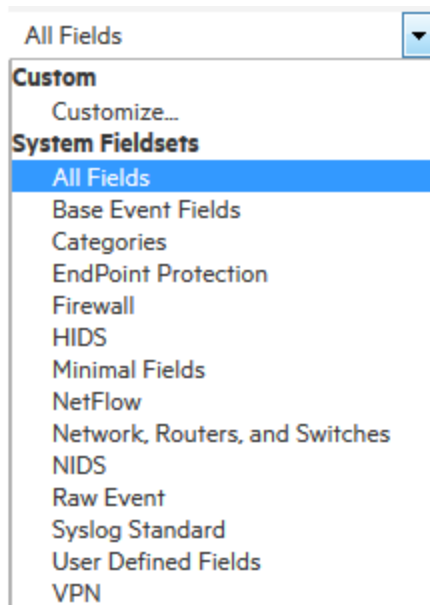 All Fields
Custom
Customize...
System Fieldsets
All Fields
Base Event Fields
Categories
EndPoint Protection
Firewall
HIDS
Minimal Fields
NetFlow
Network, Routers, and Switches
NIDS
Raw Event
Syslog Standard
User Defined Fields
VPN